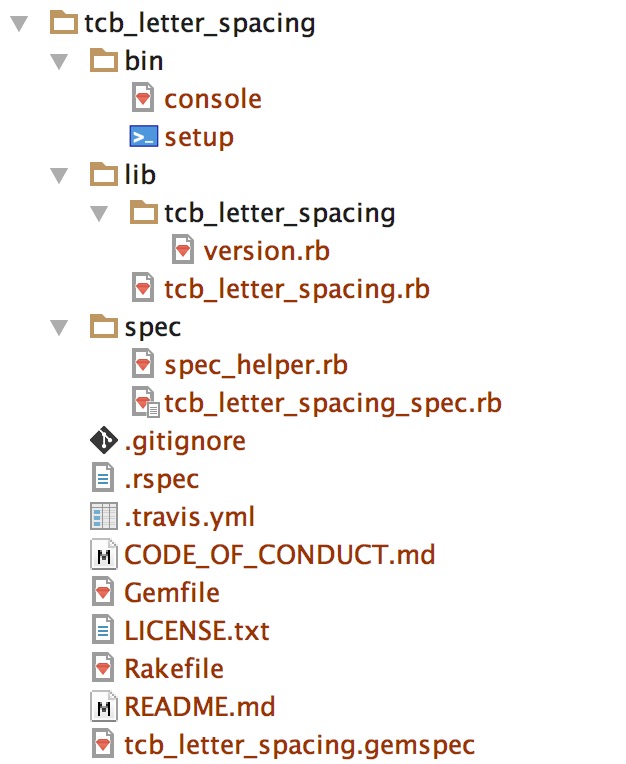 tcb_letter_spacing
bin
console
setup
lib
tcb_letter_spacing
version.rb
tcb_letter_spacing.rb
spec
spec_helper.rb
tcb_letter_spacing_spec.rb
.gitignore
.rspec
.travis.yml
CODE_OF_CONDUCT.md
Gemfile
LICENSE.txt
Rakefile
README.md
tcb_letter_spacing.gemspec